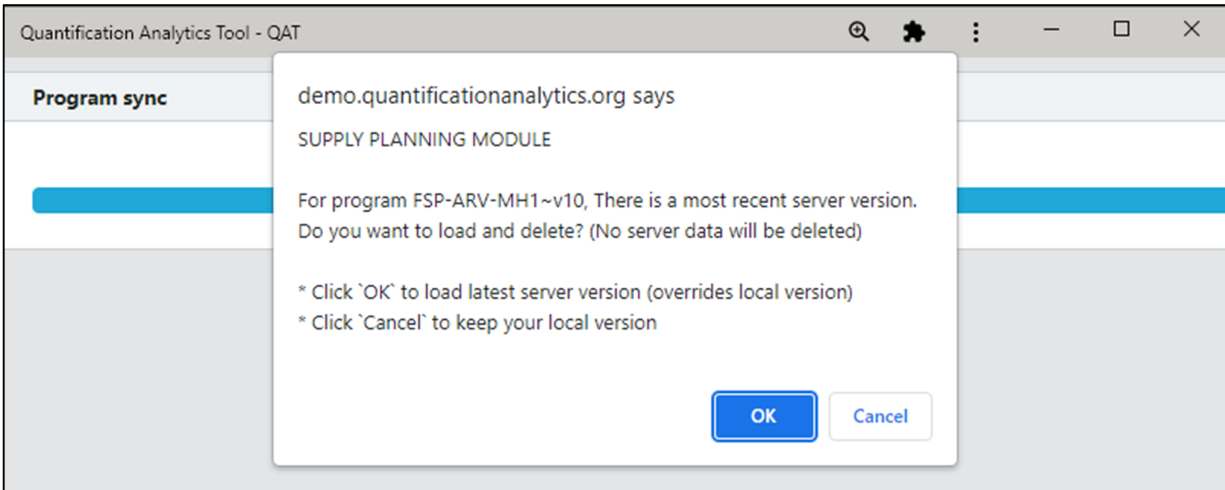 Quantification Analytics Tool - QAT
Program sync
demo.quantificationanalytics.org says
SUPPLY PLANNING MODULE
For program FSP-ARV-MH1~v10, There is a most recent server version.
Do you want to load and delete? (No server data will be deleted)
* Click `OK` to load latest server version (overrides local version)
* Click `Cancel` to keep your local version
OK
Cancel